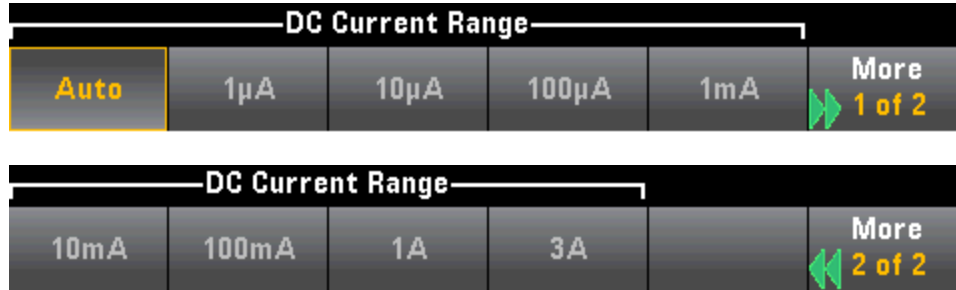 DC Current Range
Auto 1µA 10µA 100µA 1mA More
1 of 2
DC Current Range
10mA 100mA 1A 3A More
2 of 2